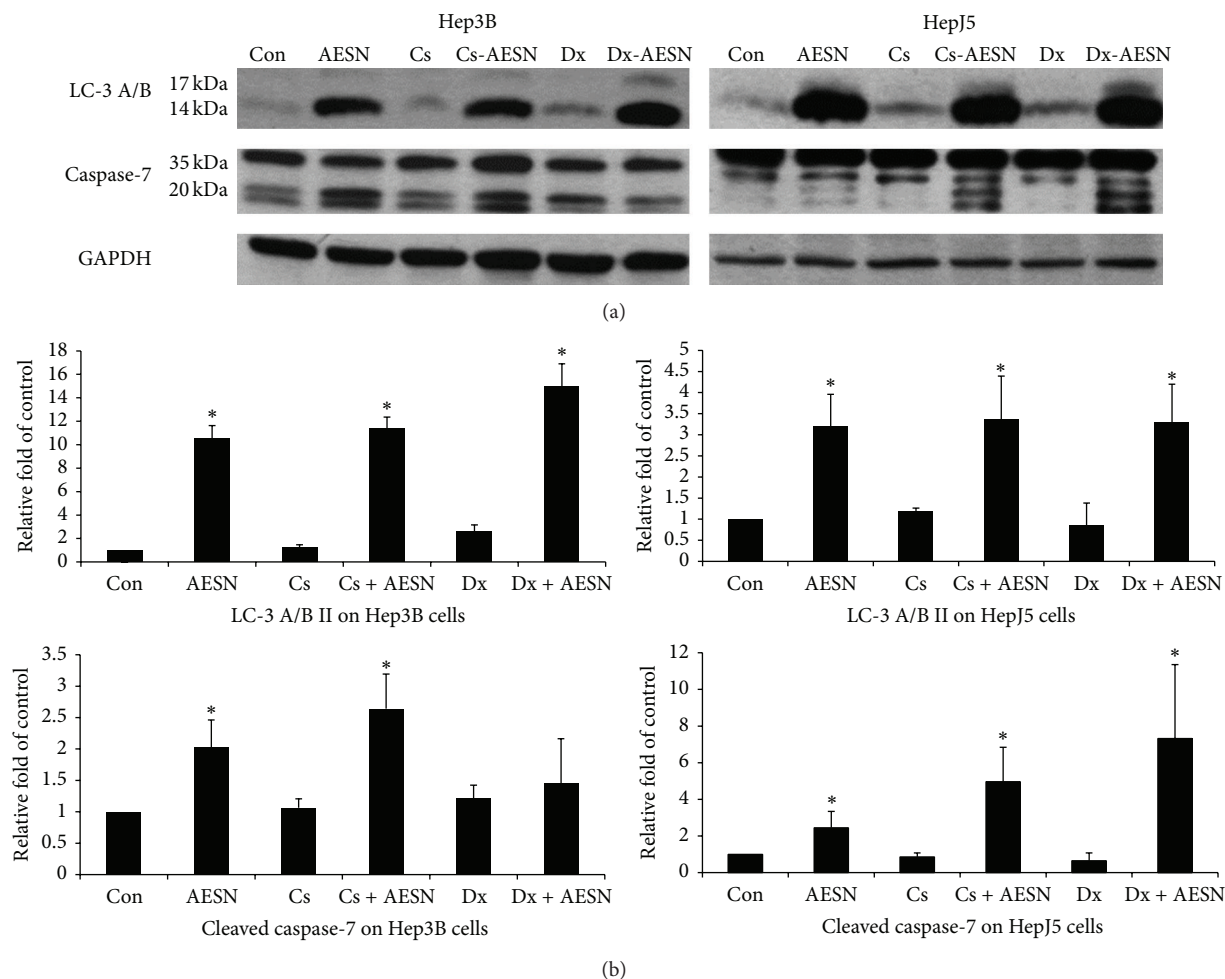 Hep3B HepJ5
Con AESN Cs Cs-AESN Dx Dx-AESN Con AESN Cs Cs-AESN Dx Dx-AESN
LC-3 A/B
17 kDa
14 kDa
Caspase-7
35 kDa
20 kDa
GAPDH
(a)
Relative fold of control
18
16
14
12
10
8
6
4
2
0
* * *
Con AESN Cs Cs + AESN Dx Dx + AESN
LC-3 A/B II on Hep3B cells
Relative fold of control
5
4.5
4
3.5
3
2.5
2
1.5
1
0.5
0
* * *
Con AESN Cs Cs + AESN Dx Dx + AESN
LC-3 A/B II on HepJ5 cells
Relative fold of control
3.5
3
2.5
2
1.5
1
0.5
0
* *
Con AESN Cs Cs + AESN Dx Dx + AESN
Cleaved caspase-7 on Hep3B cells
Relative fold of control
12
10
8
6
4
2
0
* * *
Con AESN Cs Cs + AESN Dx Dx + AESN
Cleaved caspase-7 on HepJ5 cells
(b)